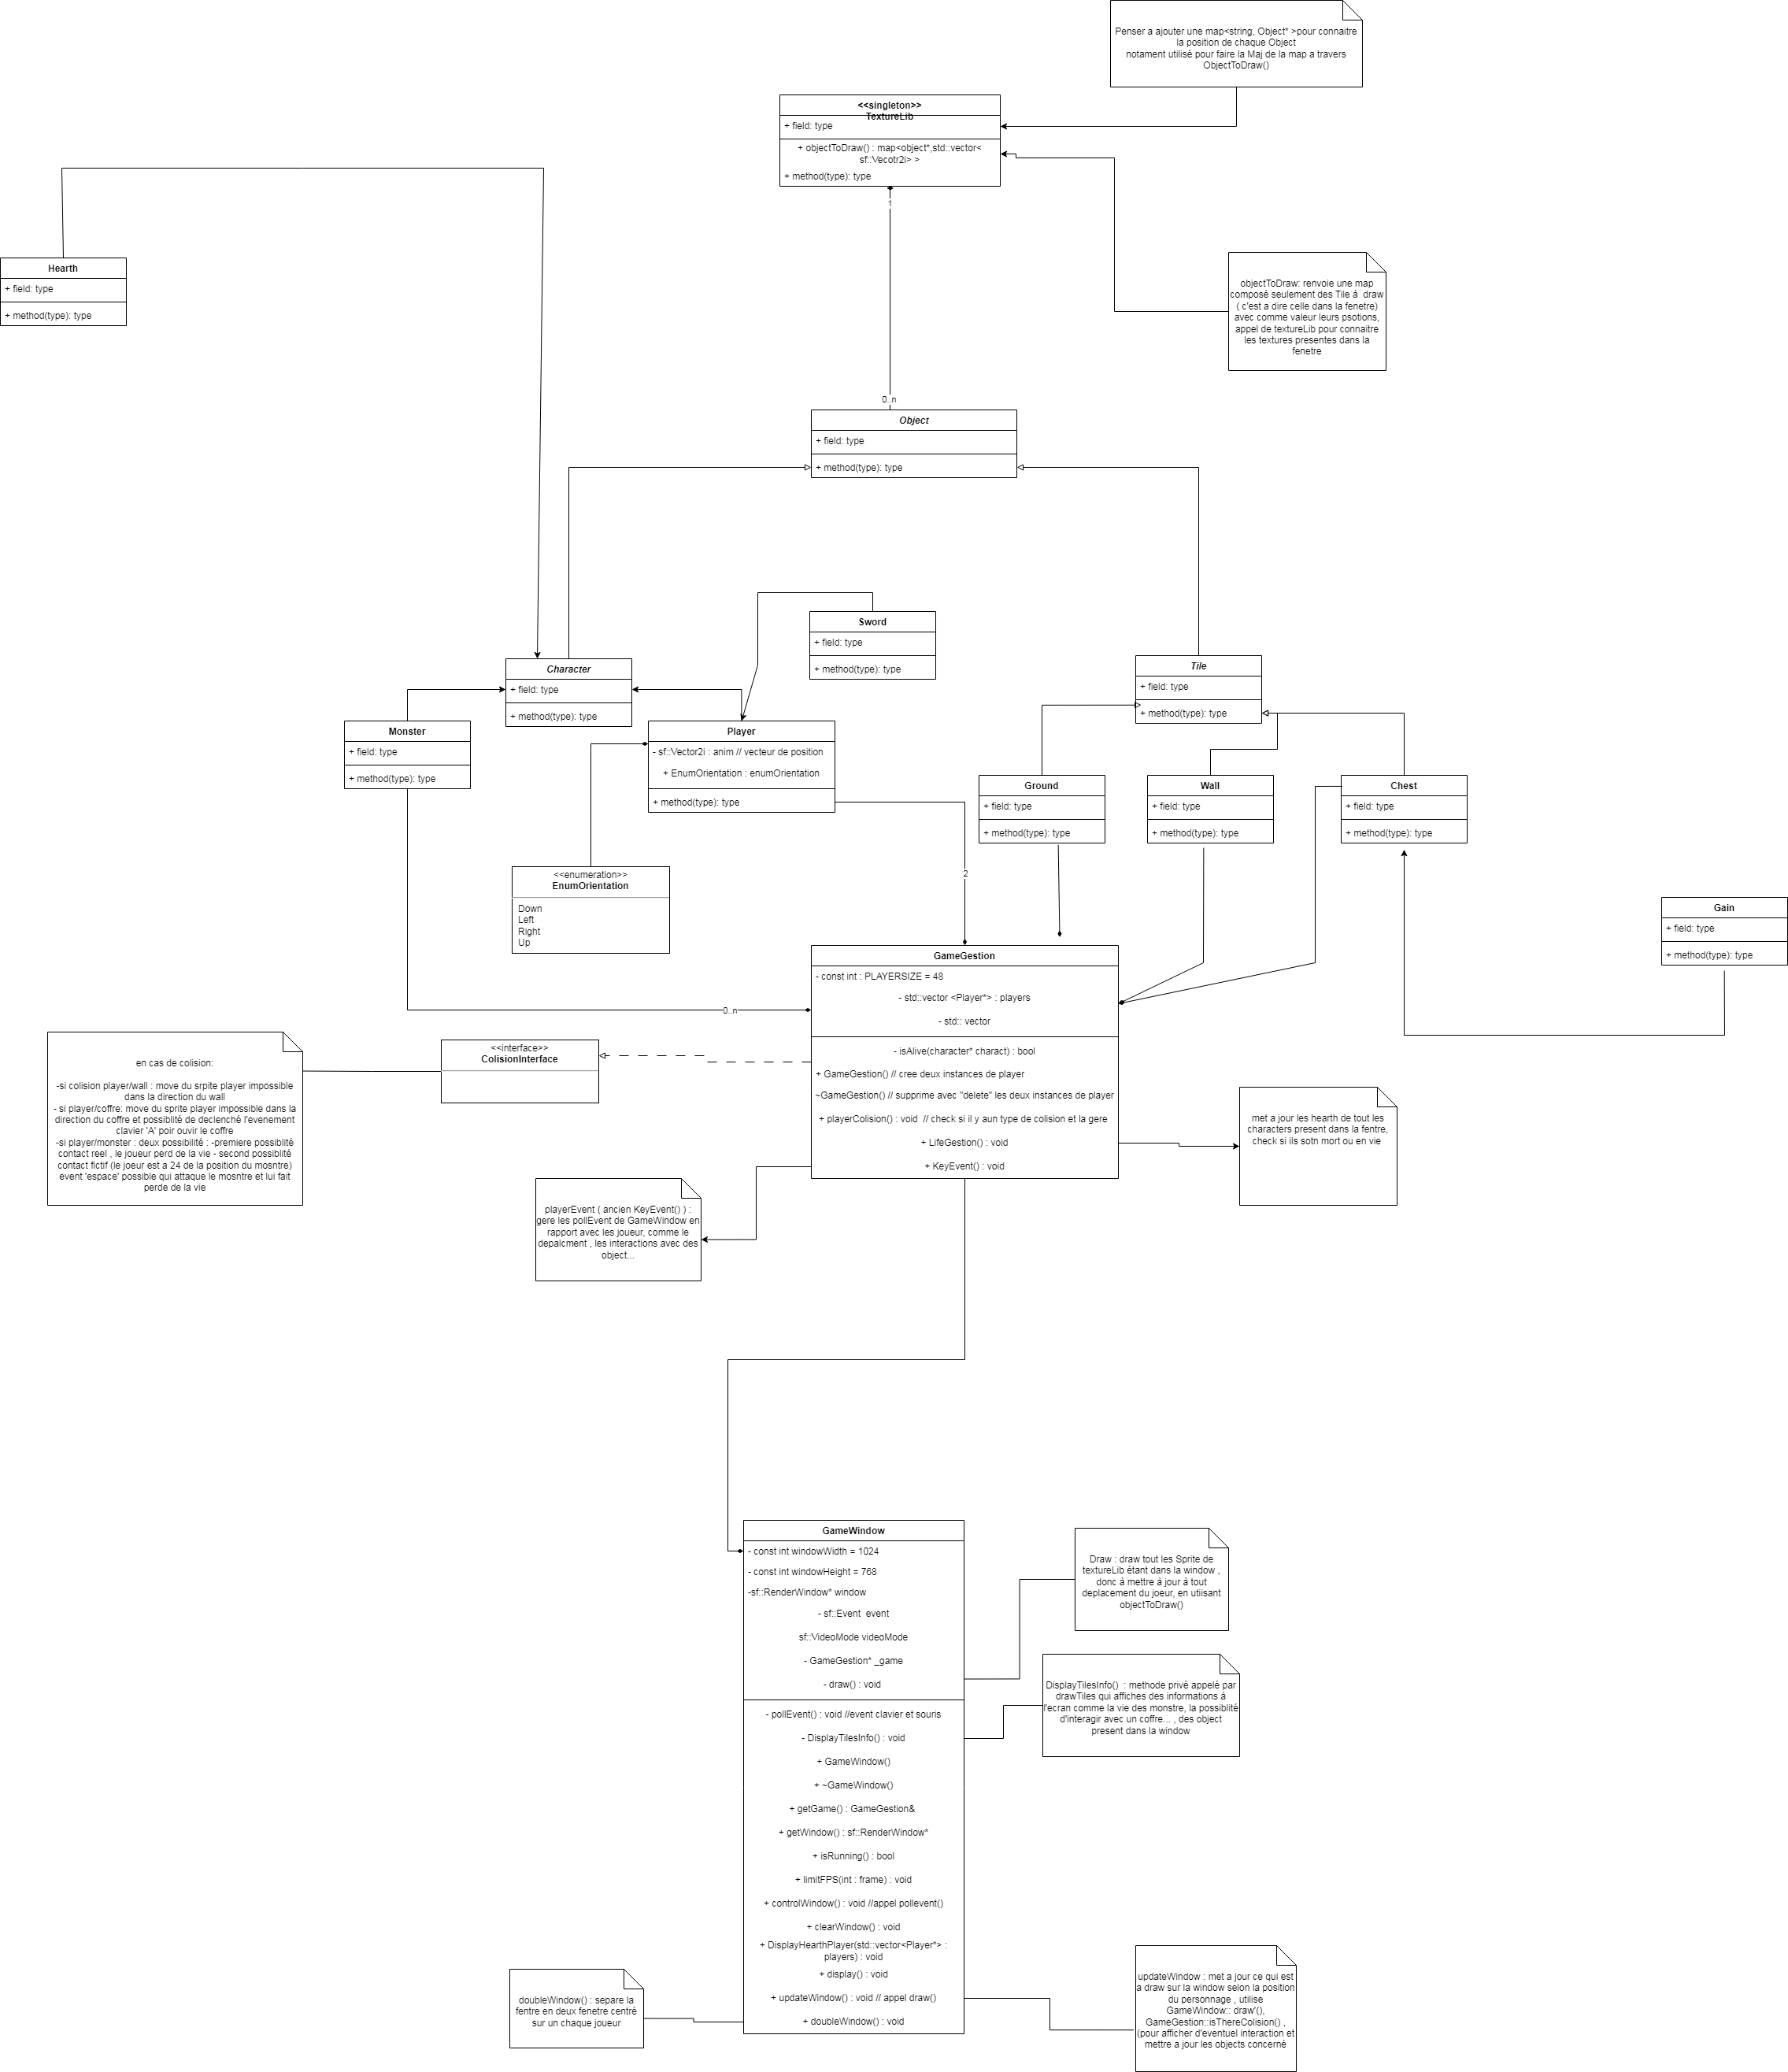 Penser a ajouter une map<string, Object* >pour connaitre
la position de chaque Object
notament utilisé pour faire la Maj de la map a travers
ObjectToDraw()
<<singleton>>
TextureLib
+ field: type
+ objectToDraw() : map<object*,std::vector<
sf::Vecotr2i> >
+ method(type): type
1
0..n
Hearth
+ field: type
+ method(type): type
objectToDraw: renvoie une map
composé seulement des Tile á  draw
( c'est a dire celle dans la fenetre)
avec comme valeur leurs psotions,
appel de textureLib pour connaitre
les textures presentes dans la
fenetre
Object
+ field: type
+ method(type): type
Sword
+ field: type
+ method(type): type
Character
+ field: type
+ method(type): type
Tile
+ field: type
+ method(type): type
Monster
+ field: type
+ method(type): type
Player
- sf::Vector2i : anim // vecteur de position
+ EnumOrientation : enumOrientation
+ method(type): type
Ground
+ field: type
+ method(type): type
Wall
+ field: type
+ method(type): type
Chest
+ field: type
+ method(type): type
2
<<enumeration>>
EnumOrientation
Down
Left
Right
Up
Gain
+ field: type
+ method(type): type
GameGestion
- const int : PLAYERSIZE = 48
- std::vector <Player*> : players
- std:: vector
- isAlive(character* charact) : bool
+ GameGestion() // cree deux instances de player
~GameGestion() // supprime avec "delete" les deux instances de player
+ playerColision() : void  // check si il y aun type de colision et la gere
+ LifeGestion() : void
+ KeyEvent() : void
0..n
<<interface>>
ColisionInterface
en cas de colision:
-si colision player/wall : move du srpite player impossible
dans la direction du wall
- si player/coffre: move du sprite player impossible dans la
direction du coffre et possiblité de declenché l'evenement
clavier 'A' poir ouvir le coffre
-si player/monster : deux possibilité : -premiere possiblité
contact reel , le joueur perd de la vie - second possiblité
contact fictif (le joeur est a 24 de la position du mosntre)
event 'espace' possible qui attaque le mosntre et lui fait
perde de la vie
met a jour les hearth de tout les
characters present dans la fentre,
check si ils sotn mort ou en vie
playerEvent ( ancien KeyEvent() ) :
gere les pollEvent de GameWindow en
rapport avec les joueur, comme le
depalcment , les interactions avec des
object...
GameWindow
- const int windowWidth = 1024
- const int windowHeight = 768
-sf::RenderWindow* window
- sf::Event  event
sf::VideoMode videoMode
- GameGestion* _game
- draw() : void
- pollEvent() : void //event clavier et souris
- DisplayTilesInfo() : void
+ GameWindow()
+ ~GameWindow()
+ getGame() : GameGestion&
+ getWindow() : sf::RenderWindow*
+ isRunning() : bool
+ limitFPS(int : frame) : void
+ controlWindow() : void //appel pollevent()
+ clearWindow() : void
+ DisplayHearthPlayer(std::vector<Player*> :
players) : void
+ display() : void
+ updateWindow() : void // appel draw()
+ doubleWindow() : void
Draw : draw tout les Sprite de
textureLib étant dans la window ,
donc á mettre á jour á tout
deplacement du joeur, en utiisant
objectToDraw()
DisplayTilesInfo()  : methode privé appelé par
drawTiles qui affiches des informations á
l'ecran comme la vie des monstre, la possiblité
d'interagir avec un coffre... , des object
present dans la window
doubleWindow() : separe la
fentre en deux fenetre centré
sur un chaque joueur
updateWindow : met a jour ce qui est
a draw sur la window selon la position
du personnage , utilise
GameWindow:: draw'(),
GameGestion::isThereColision() ,
(pour afficher d'eventuel interaction et
mettre a jour les objects concerné